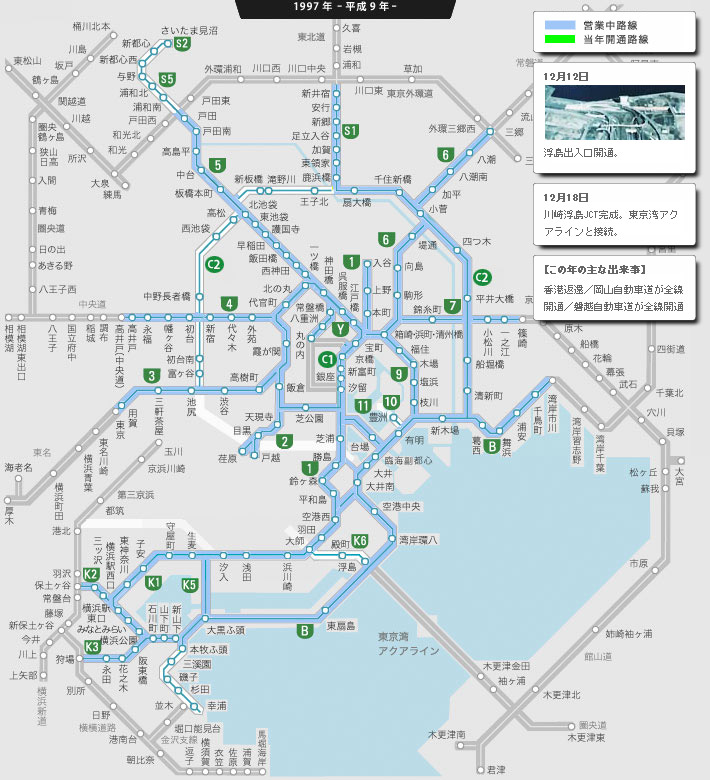 1997 年 －平成 9 年－
営業中路線
当年開通路線
12月12日
浮島出入口開通。
12月18日
川崎浮島JCT完成。東京湾アク
アラインと接続。
【この年の主な出来事】
香港返還／岡山自動車道が全線
開通／磐越自動車道が全線開通
桶川北本
さいたま見沼
新都心
新都心西
与野
浦和北
浦和南
S2
S5
川島
坂戸
東松山
鶴ヶ島
関越道
川越
圏央
鶴ヶ島
狭山
日高
所沢
入間
青梅
圏央道
日の出
あきる野
八王子西
大泉
練馬
和光
和光北
戸田西
戸田東
戸田
戸田南
外環浦和
川口西
川口中央
川口東
東北道
久喜
岩槻
浦和
草加
東京外環道
外環三郷西
常磐道
流山
三郷
八潮
八潮南
加平
6
新井宿
安行
新郷
足立入谷
加賀
東領家
鹿浜橋
S1
高島平
中台
板橋本町
5
新板橋
滝野川
王子北
扇大橋
千住新橋
小菅
高松
西池袋
北池袋
東池袋
護国寺
早稲田
飯田橋
西神田
C2
中野長者橋
一ツ橋
神田橋
呉服橋
江戸橋
1
入谷
上野
本町
6
堤通
向島
駒形
四つ木
C2
平井大橋
錦糸町
7
小松川
一之江
篠崎
京葉
原木
船橋
花輪
幕張
武石
千葉北
穴川
貝塚
四街道
大宮
松ヶ丘
蘇我
市原
中央道
相模湖
相模湖東出口
八王子
国立府中
稲城
調布
高井戸(中央道)
高井戸
永福
幡ヶ谷
初台
新宿
代々木
外苑
4
初台南
富ヶ谷
代官町
北の丸
霞が関
常盤橋
八重洲
丸の内
Y
C1
銀座
宝町
京橋
新富町
汐留
箱崎・浜町・清洲橋
福住
木場
塩浜
枝川
9
船堀橋
清新町
3
用賀
東京
三軒茶屋
池尻
渋谷
高樹町
飯倉
芝公園
天現寺
目黒
荏原
戸越
2
11
10
豊洲
芝浦
台場
有明
新木場
葛西
舞浜
浦安
千鳥町
湾岸市川
湾岸習志野
湾岸千葉
B
臨海副都心
大井
大井南
勝島
1
鈴ヶ森
平和島
空港西
羽田
空港中央
湾岸環八
東名
東名川崎
横浜青葉
横浜町田
海老名
厚木
玉川
京浜川崎
第三京浜
都筑
港北
羽沢
保土ヶ谷
常盤台
K2
三ッ沢
横浜駅西口
東神奈川
子安
守屋町
生麦
汐入
浅田
浜川崎
大師
殿町
K6
浮島
K1
K5
横浜駅
東口
みなとみらい
横浜公園
石川町
山下町
新山下
大黒ふ頭
東扇島
B
本牧ふ頭
三溪園
磯子
杉田
幸浦
藤塚
新保土ヶ谷
今井
川上
上矢部
横浜新道
狩場
K3
永田
花之木
阪東橋
別所
日野
横横道路
港南台
朝比奈
金沢支線
並木
堀口能見台
逗子
横須賀
衣笠
佐原
浦賀
馬堀海岸
東京湾
アクアライン
姉崎袖ヶ浦
館山道
木更津金田
袖ヶ浦
木更津北
圏央道
木更津東
木更津南
君津